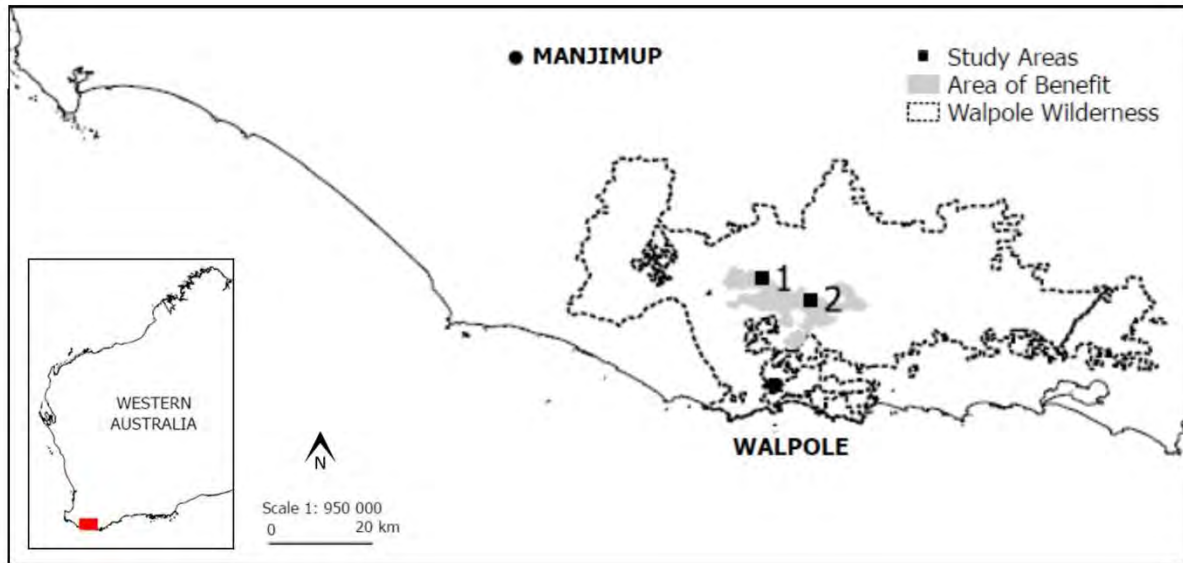 MANJIMUP
Study Areas
Area of Benefit
Walpole Wilderness
1
2
WALPOLE
WESTERN
AUSTRALIA
N
Scale 1: 950 000
0 20 km